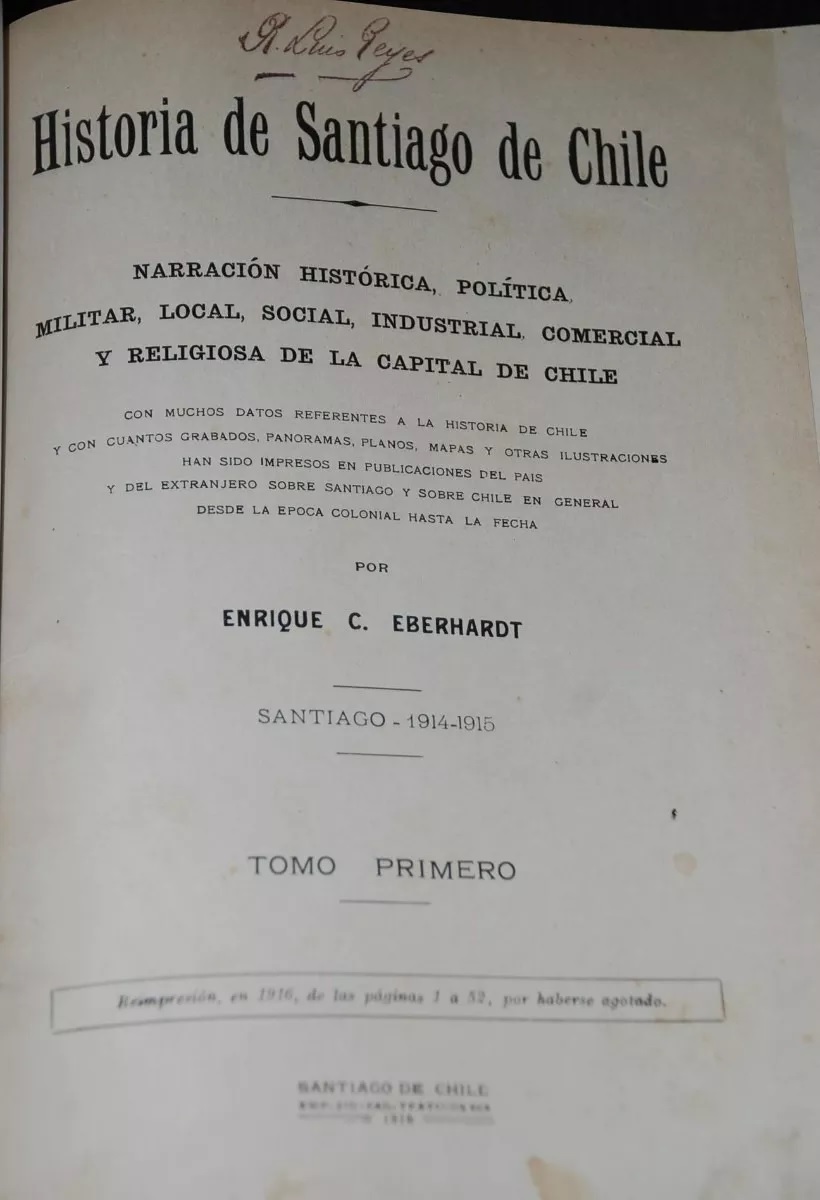 R. Luis Reyes
Historia de Santiago de Chile
NARRACIÓN HISTÓRICA, POLÍTICA,
MILITAR, LOCAL, SOCIAL, INDUSTRIAL, COMERCIAL
Y RELIGIOSA DE LA CAPITAL DE CHILE
CON MUCHOS DATOS REFERENTES A LA HISTORIA DE CHILE
Y CON CUANTOS GRABADOS, PANORAMAS, PLANOS, MAPAS Y OTRAS ILUSTRACIONES
HAN SIDO IMPRESOS EN PUBLICACIONES DEL PAIS
Y DEL EXTRANJERO SOBRE SANTIAGO Y SOBRE CHILE EN GENERAL
DESDE LA EPOCA COLONIAL HASTA LA FECHA
POR
ENRIQUE C. EBERHARDT
SANTIAGO - 1914-1915
TOMO PRIMERO
Reimpresión, en 1916, de las páginas 1 a 52, por haberse agotado.
SANTIAGO DE CHILE
1916